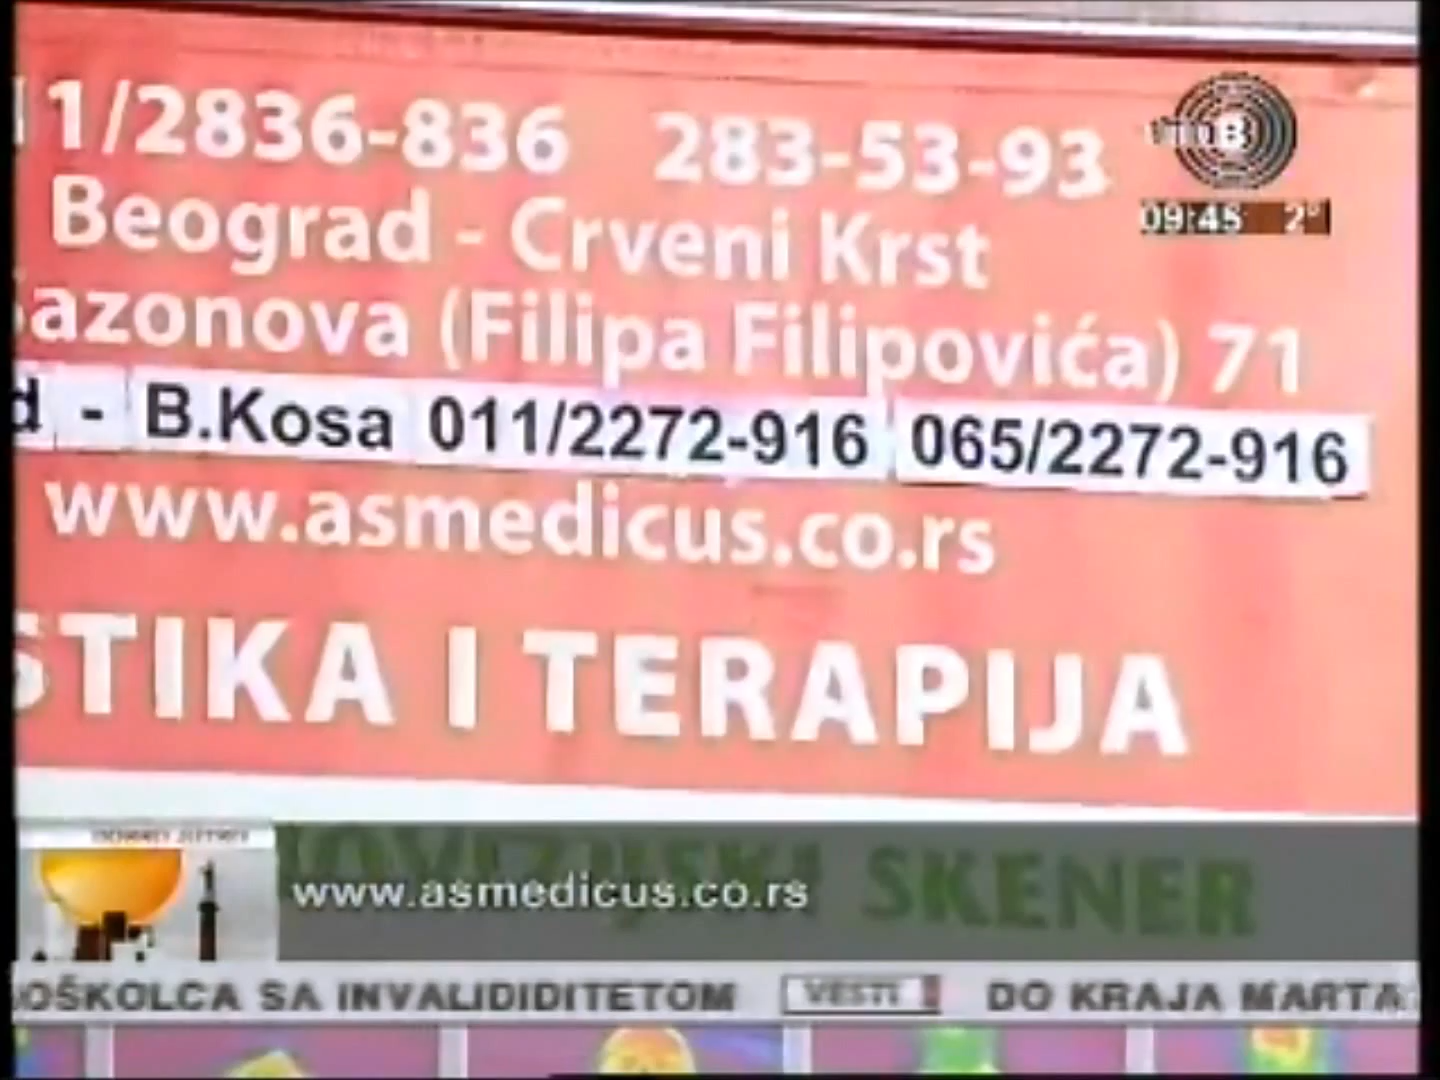 11/2836-836 283-53-93
Beograd - Crveni Krst
Sazonova (Filipa Filipovića) 71
d - B.Kosa 011/2272-916 065/2272-916
www.asmedicus.co.rs
STIKA I TERAPIJA
B
09:45 2°
SKENER
www.asmedicus.co.rs
OŠKOLCA SA INVALIDIDITETOM VESTI DO KRAJA MARTA